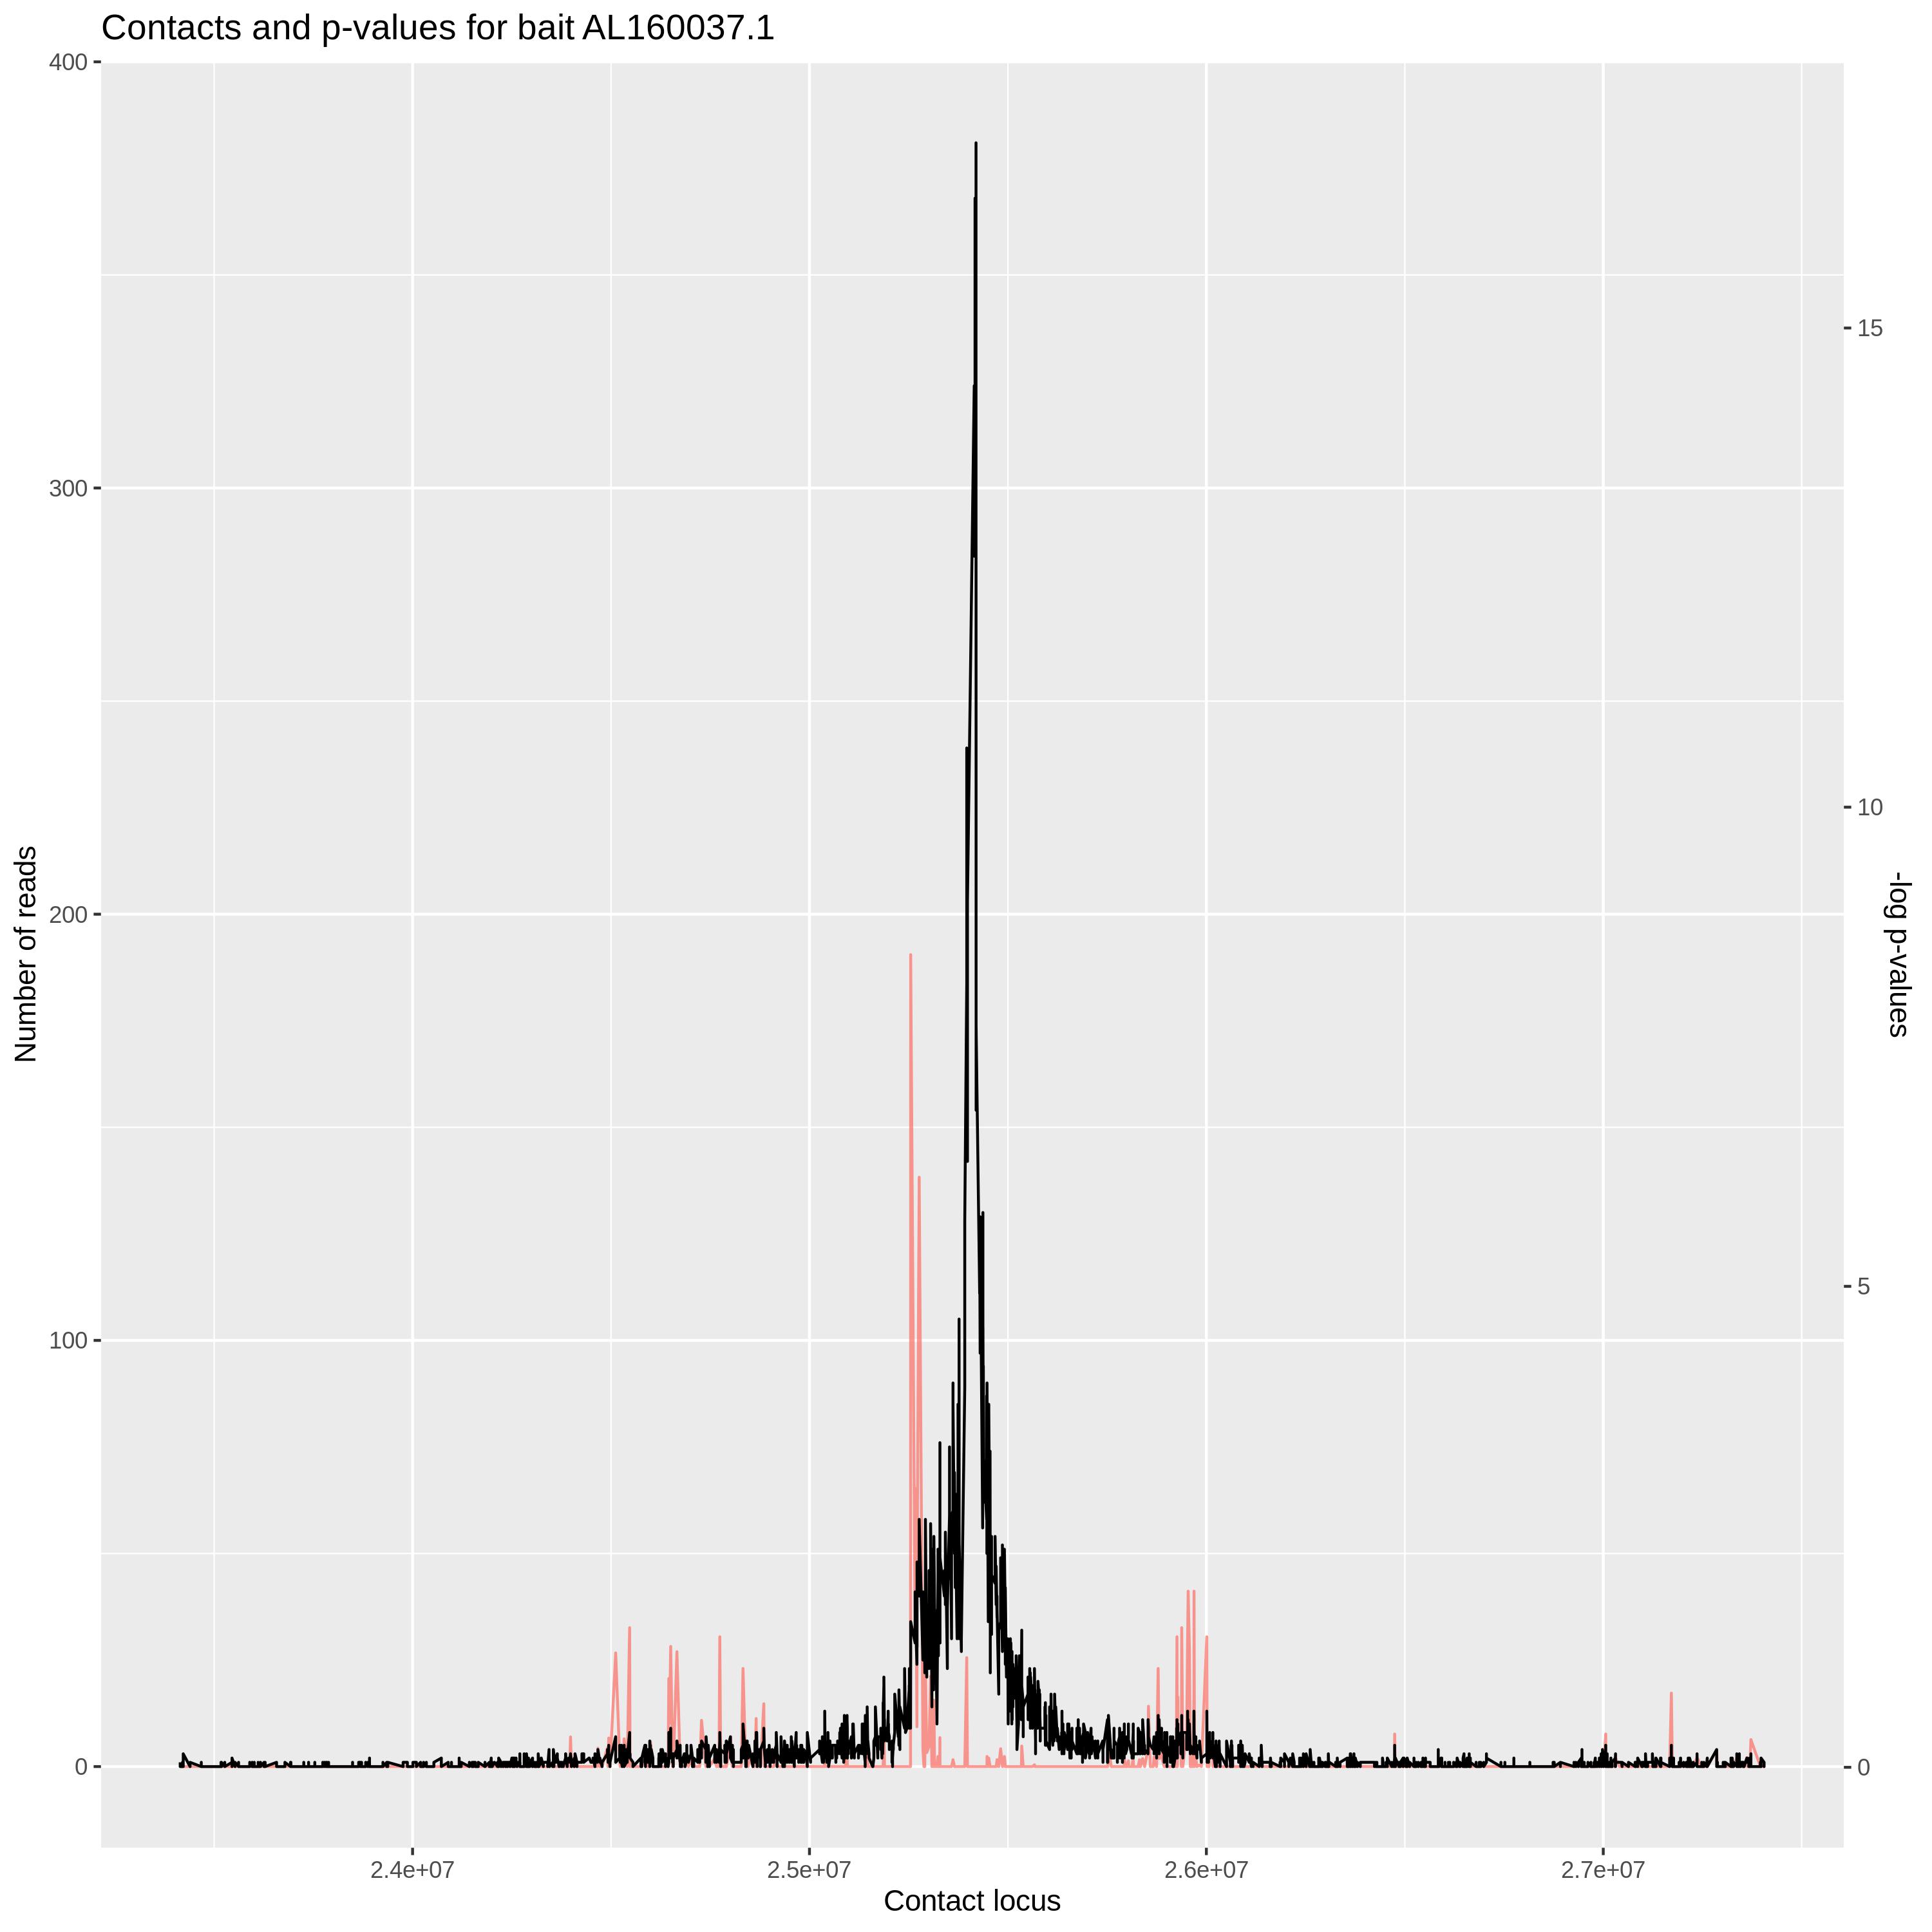 Contacts and p-values for bait AL160037.1
400
300
200
100
0
Number of reads
15
10
5
0
-log p-values
2.4e+07
2.5e+07
2.6e+07
2.7e+07
Contact locus